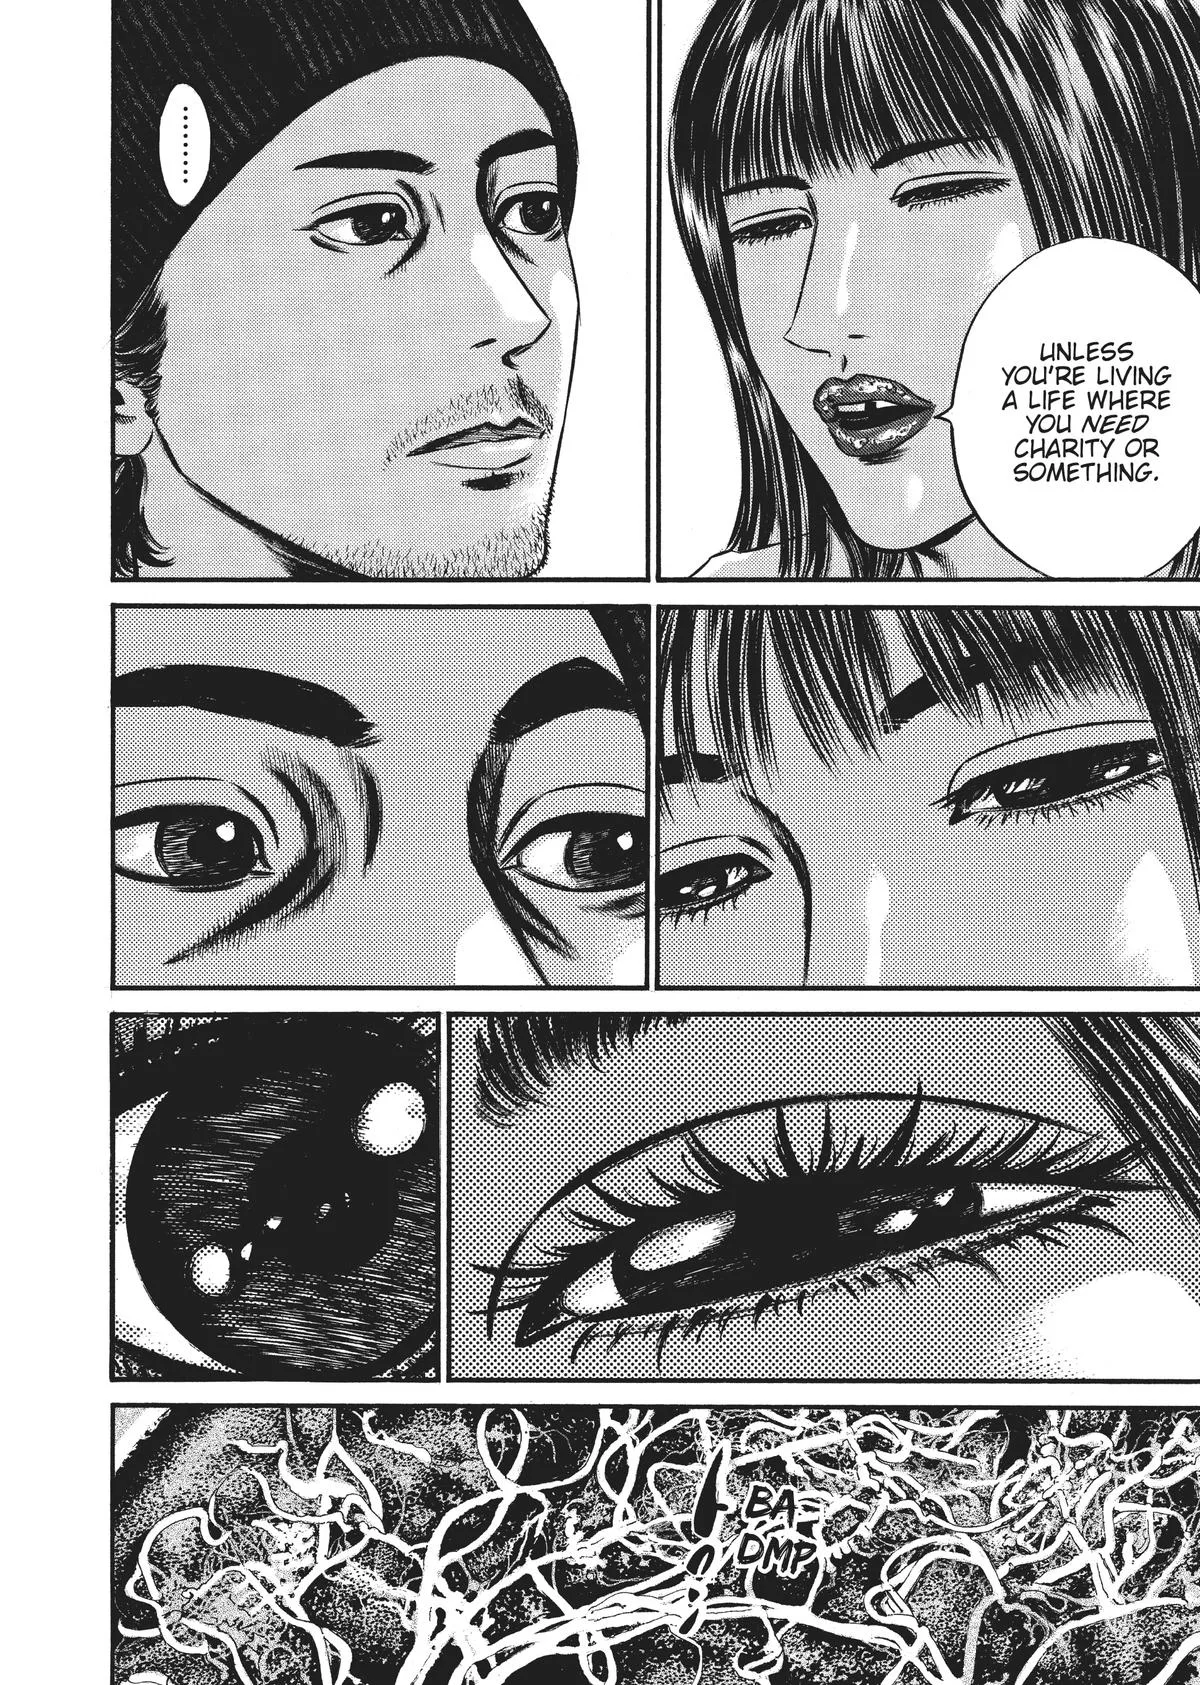 UNLESS
YOU'RE LIVING
A LIFE WHERE
YOU NEED
CHARITY OR
SOMETHING.
.........
BA
DMP